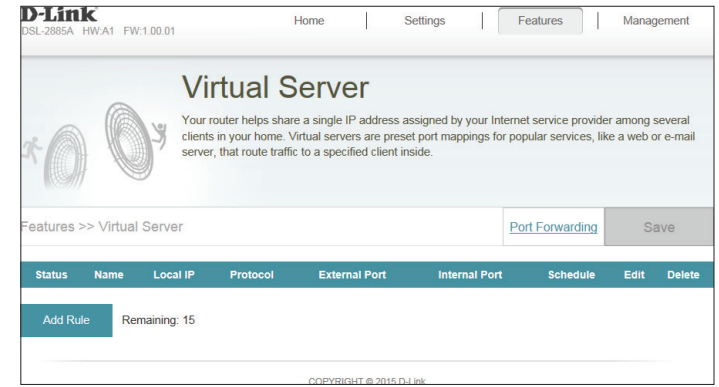 D-Link
DSL-2885A HW:A1 FW:1.00.01
Home Settings Features Management
Virtual Server
Your router helps share a single IP address assigned by your Internet service provider among several
clients in your home. Virtual servers are preset port mappings for popular services, like a web or e-mail
server, that route traffic to a specified client inside.
Features >> Virtual Server Port Forwarding Save
Status Name Local IP Protocol External Port Internal Port Schedule Edit Delete
Add Rule Remaining: 15
COPYRIGHT © 2015 D-Link